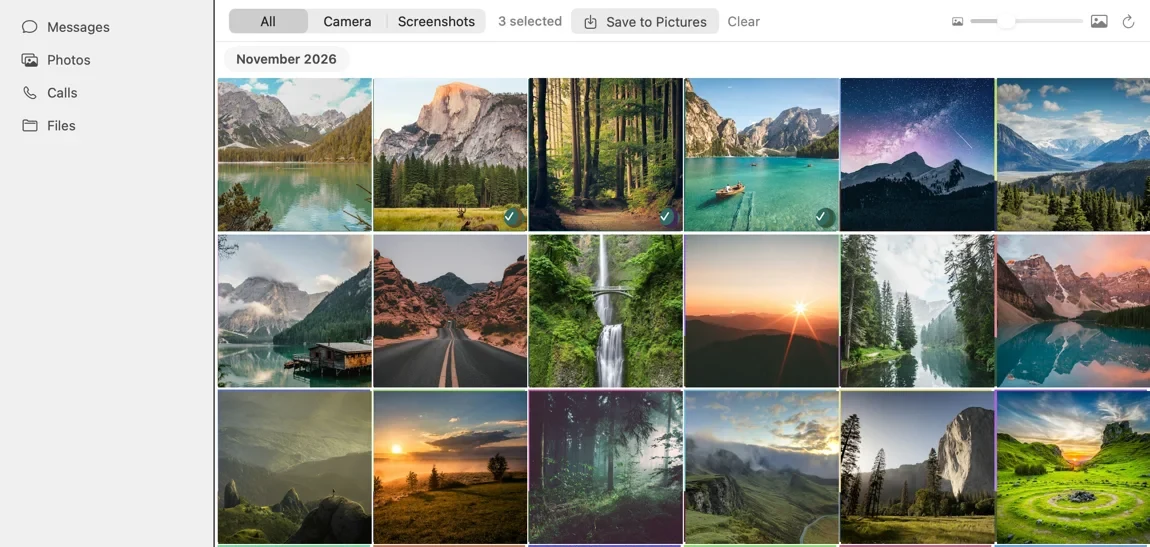 Messages
Photos
Calls
Files
All Camera Screenshots 3 selected Save to Pictures Clear
November 2026